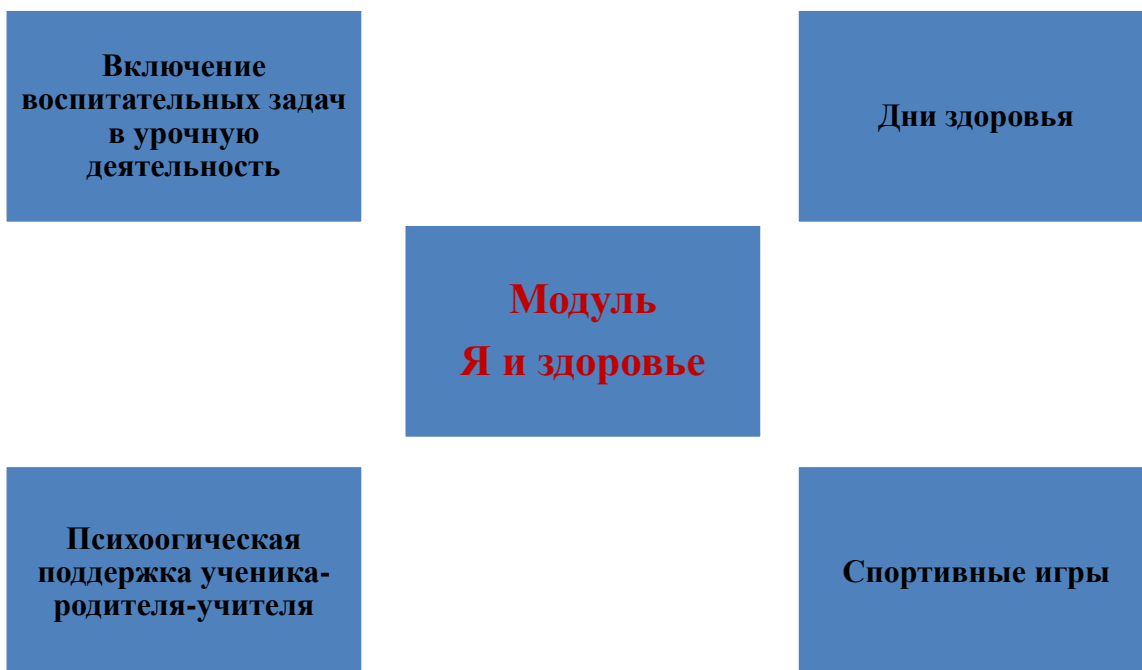 Включение
воспитательных задач
в урочную
деятельность
Дни здоровья
Модуль
Я и здоровье
Психоогическая
поддержка ученика-
родителя-учителя
Спортивные игры